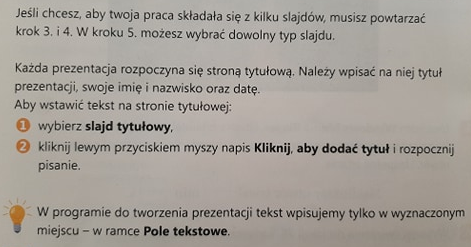 Jeśli chcesz, aby twoja praca składała się z kilku slajdów, musisz powtarzać
krok 3. i 4. W kroku 5. możesz wybrać dowolny typ slajdu.
Każda prezentacja rozpoczyna się stroną tytułową. Należy wpisać na niej tytuł
prezentacji, swoje imię i nazwisko oraz datę.
Aby wstawić tekst na stronie tytułowej:
1 wybierz slajd tytułowy,
2 kliknij lewym przyciskiem myszy napis Kliknij, aby dodać tytuł i rozpocznij
pisanie.
W programie do tworzenia prezentacji tekst wpisujemy tylko w wyznaczonym
miejscu – w ramce Pole tekstowe.